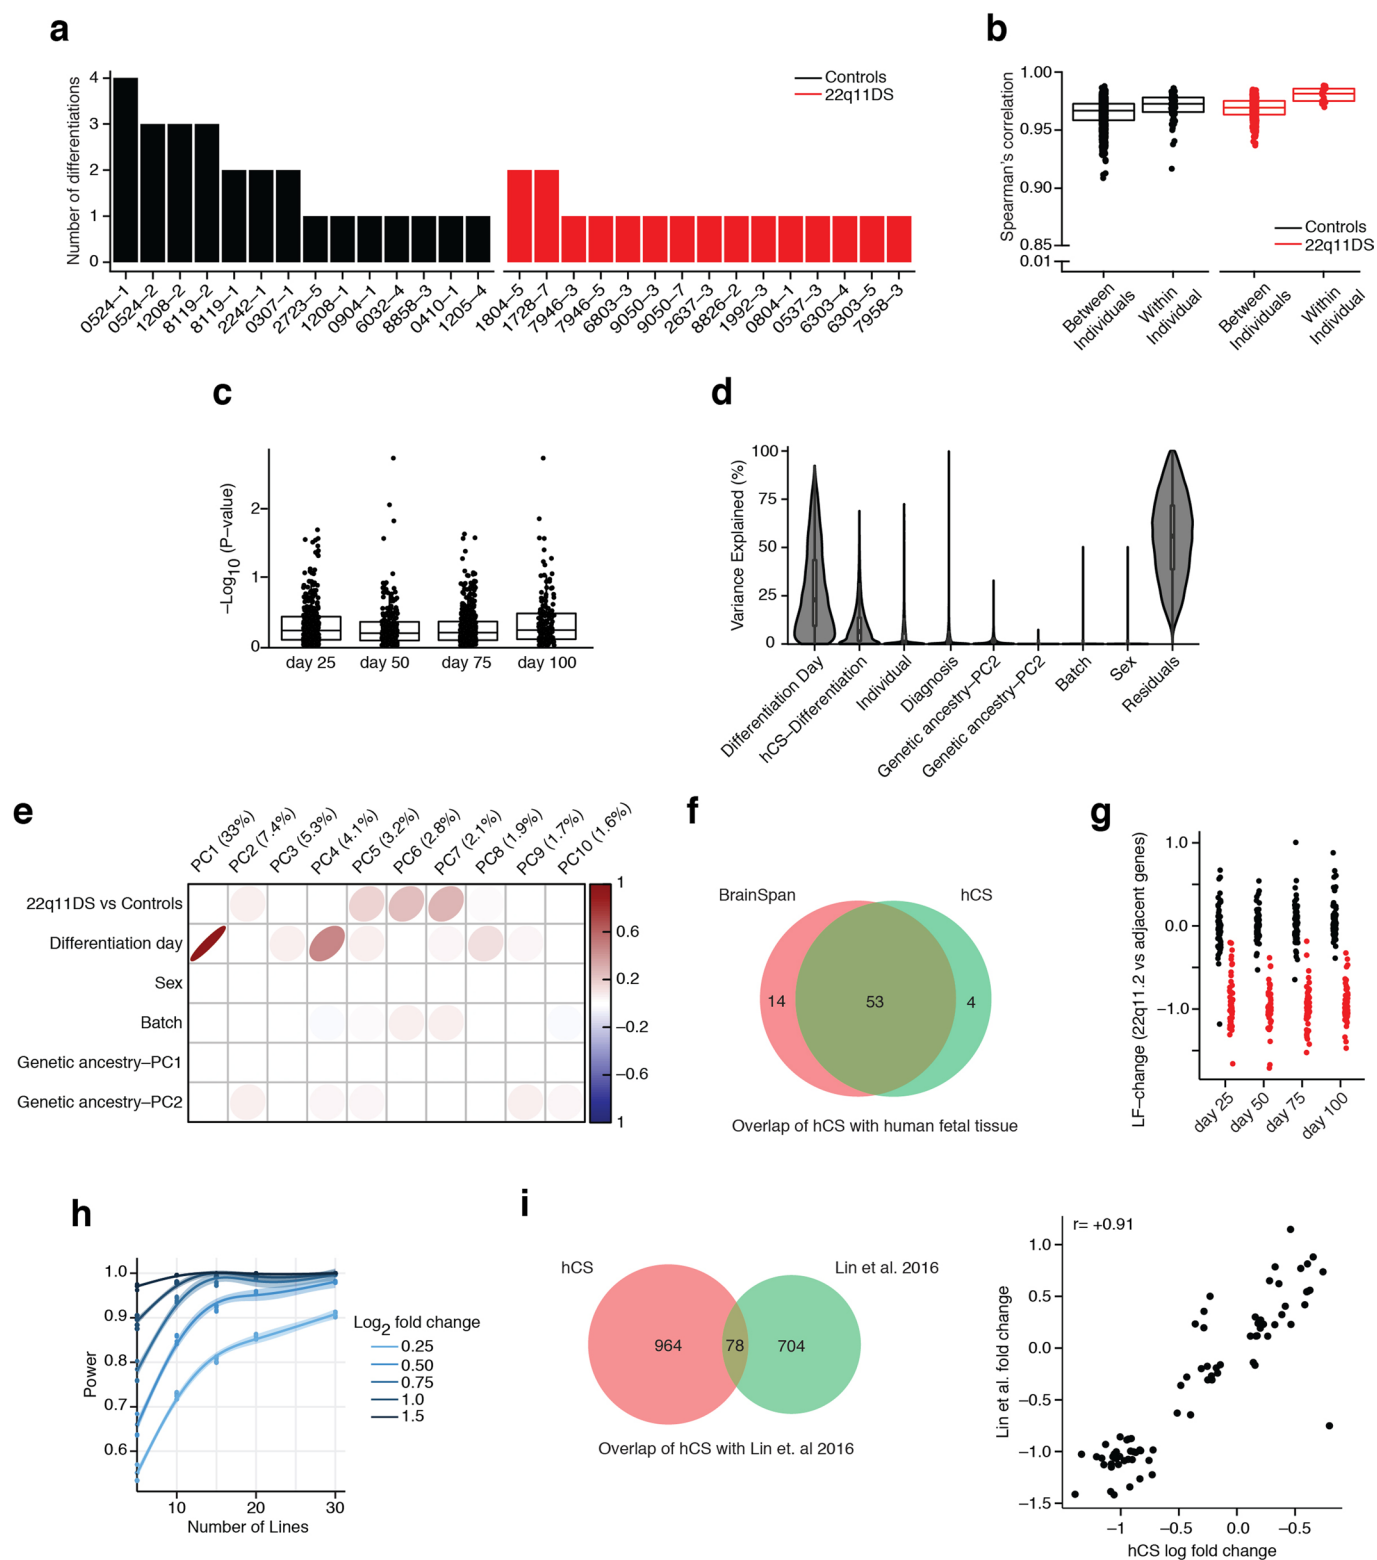 a
Number of differentiations
4
3
2
1
0
Controls
22q11DS
0524–1
0524–2
1208–2
8119–2
8119–1
2242–1
0307–1
2723–5
1208–1
0904–1
6032–4
8858–3
0410–1
1205–4
1804–5
1728–7
7946–3
7946–5
6803–3
9050–3
9050–7
2637–3
8826–2
1992–3
0804–1
0537–3
6303–4
6303–5
7958–3
b
Spearman's correlation
1.00
0.95
0.90
0.85
0.01
Controls
22q11DS
Between
Individuals
Within
Individual
Between
Individuals
Within
Individual
c
–Log10 (P–value)
2
1
0
day 25
day 50
day 75
day 100
d
Variance Explained (%)
100
75
50
25
0
Differentiation Day
hCS–Differentiation
Individual
Diagnosis
Genetic ancestry–PC2
Genetic ancestry–PC2
Batch
Sex
Residuals
e
PC1 (33%)
PC2 (7.4%)
PC3 (5.3%)
PC4 (4.1%)
PC5 (3.2%)
PC6 (2.8%)
PC7 (2.1%)
PC8 (1.9%)
PC9 (1.7%)
PC10 (1.6%)
22q11DS vs Controls
Differentiation day
Sex
Batch
Genetic ancestry–PC1
Genetic ancestry–PC2
1
0.6
0.2
–0.2
–0.6
1
f
BrainSpan
hCS
14
53
4
Overlap of hCS with human fetal tissue
g
LF–change (22q11.2 vs adjacent genes)
1.0
0.0
–1.0
day 25
day 50
day 75
day 100
h
Power
1.0
0.9
0.8
0.7
0.6
10
20
30
Number of Lines
Log2 fold change
0.25
0.50
0.75
1.0
1.5
i
hCS
Lin et al. 2016
964
78
704
Overlap of hCS with Lin et. al 2016
r= +0.91
Lin et al. fold change
1.0
0.5
0.0
–0.5
–1.0
–1.5
–1
–0.5
0.0
–0.5
hCS log fold change